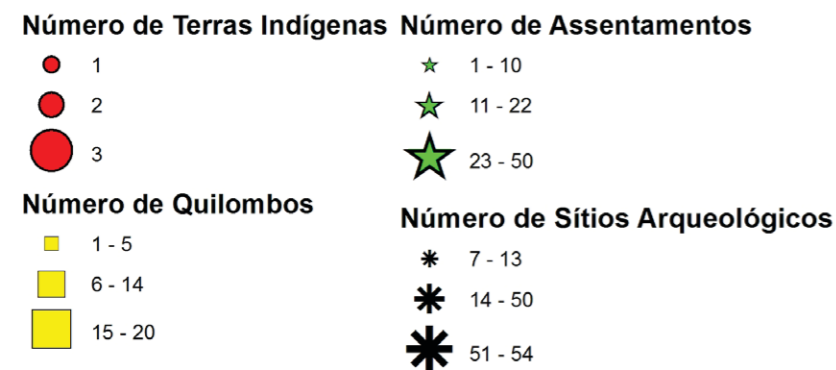 Número de Terras Indígenas
1
2
3
Número de Quilombos
1 - 5
6 - 14
15 - 20
Número de Assentamentos
1 - 10
11 - 22
23 - 50
Número de Sítios Arqueológicos
7 - 13
14 - 50
51 - 54